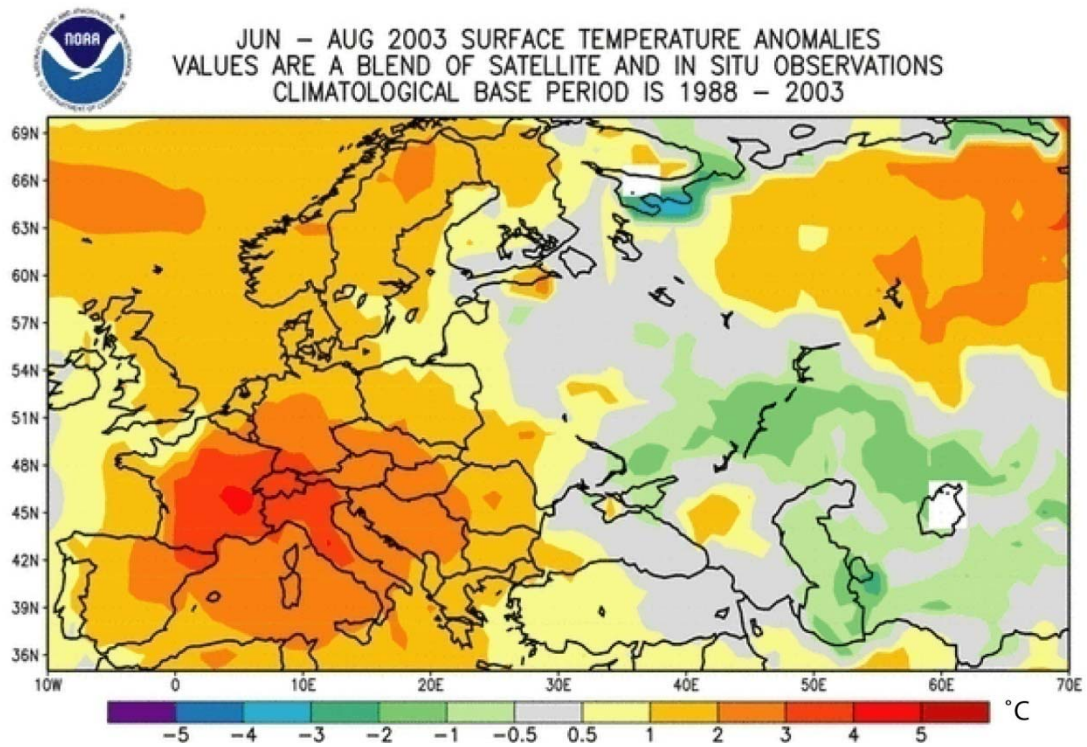 NOAA
JUN – AUG 2003 SURFACE TEMPERATURE ANOMALIES
VALUES ARE A BLEND OF SATELLITE AND IN SITU OBSERVATIONS
CLIMATOLOGICAL BASE PERIOD IS 1988 – 2003
69N
66N
63N
60N
57N
54N
51N
48N
45N
42N
39N
36N
10W 0 10E 20E 30E 40E 50E 60E 70E
°C
−5 −4 −3 −2 −1 −0.5 0.5 1 2 3 4 5